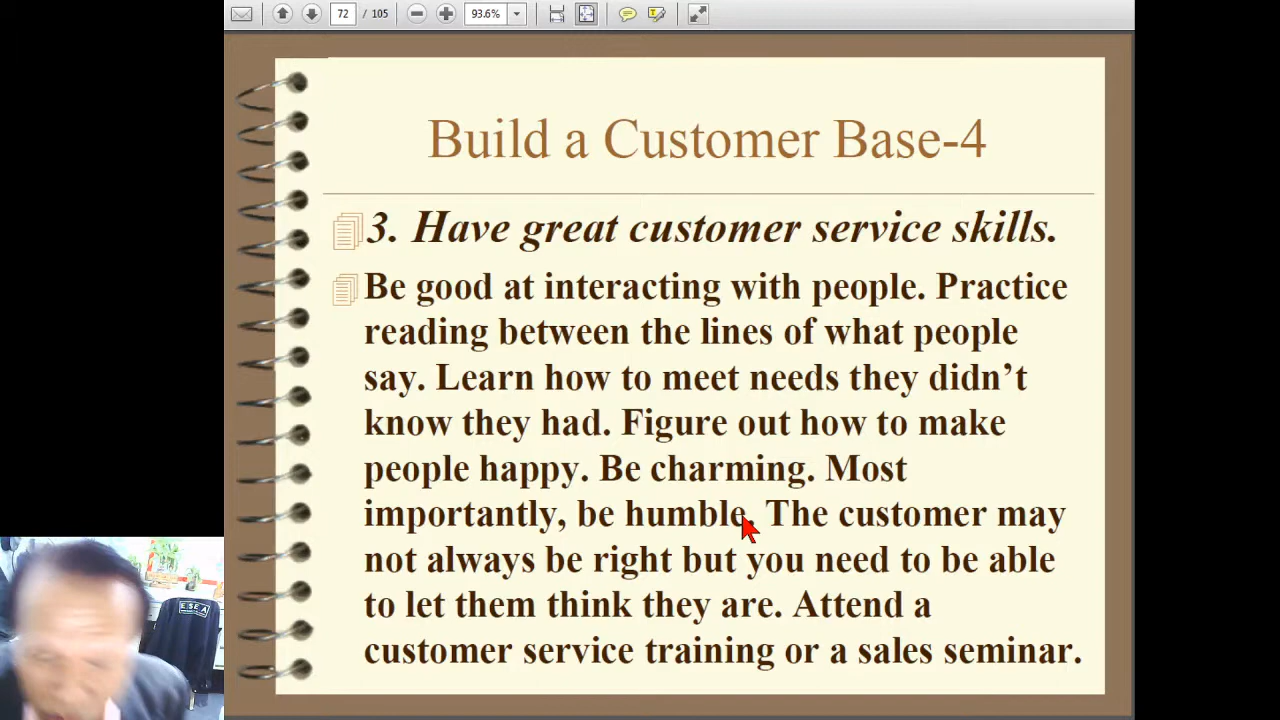 72 / 105 93.6%
Build a Customer Base-4
3. Have great customer service skills.
Be good at interacting with people. Practice
reading between the lines of what people
say. Learn how to meet needs they didn’t
know they had. Figure out how to make
people happy. Be charming. Most
importantly, be humble. The customer may
not always be right but you need to be able
to let them think they are. Attend a
customer service training or a sales seminar.
ESEA